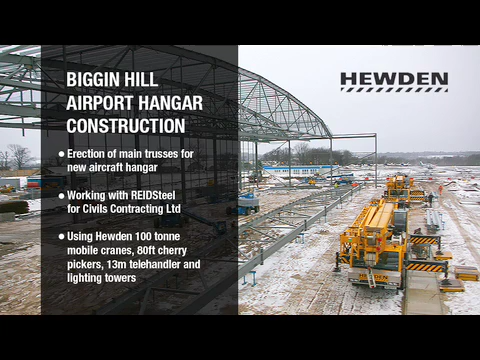 BIGGIN HILL
AIRPORT HANGAR
CONSTRUCTION
• Erection of main trusses for
new aircraft hangar
• Working with REIDSteel
for Civils Contracting Ltd
• Using Hewden 100 tonne
mobile cranes, 80ft cherry
pickers, 13m telehandler and
lighting towers
HEWDEN